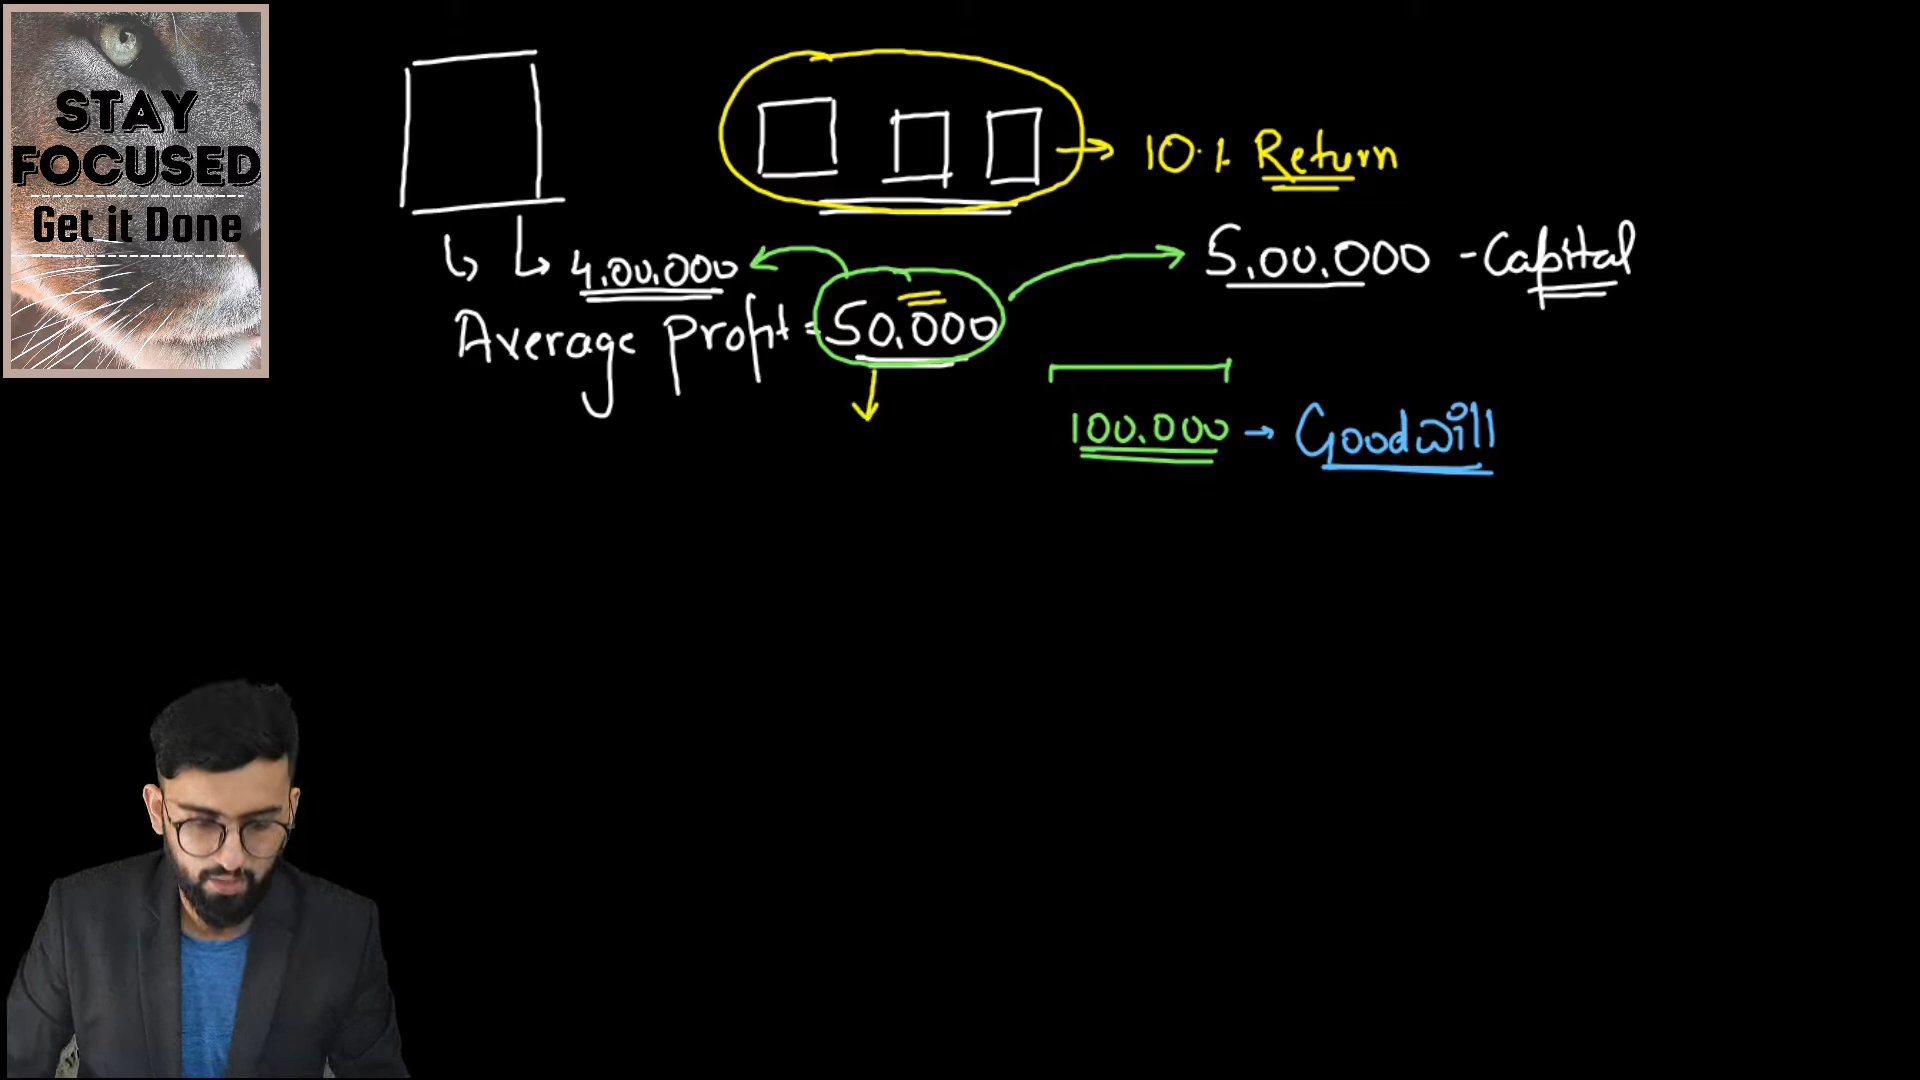 STAY
FOCUSED
Get it Done
10% Return
4,00,000
5,00,000 - Capital
Average Profit = 50,000
100,000 → Goodwill